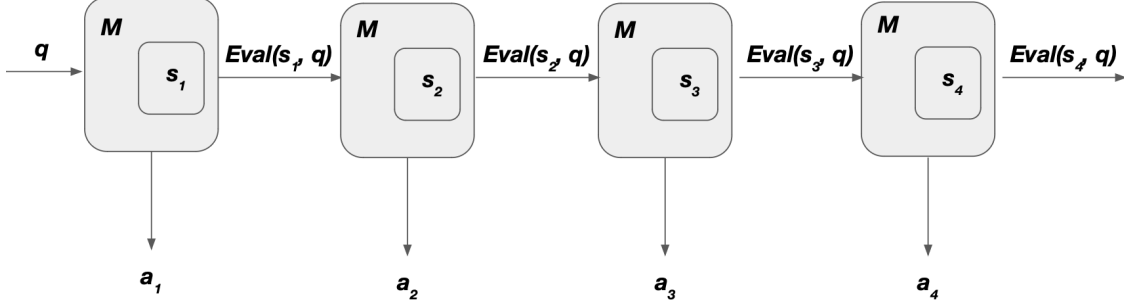 q
M
s₁
Eval(s₁, q)
M
s₂
Eval(s₂, q)
M
s₃
Eval(s₃, q)
M
s₄
Eval(s₄, q)
a₁
a₂
a₃
a₄